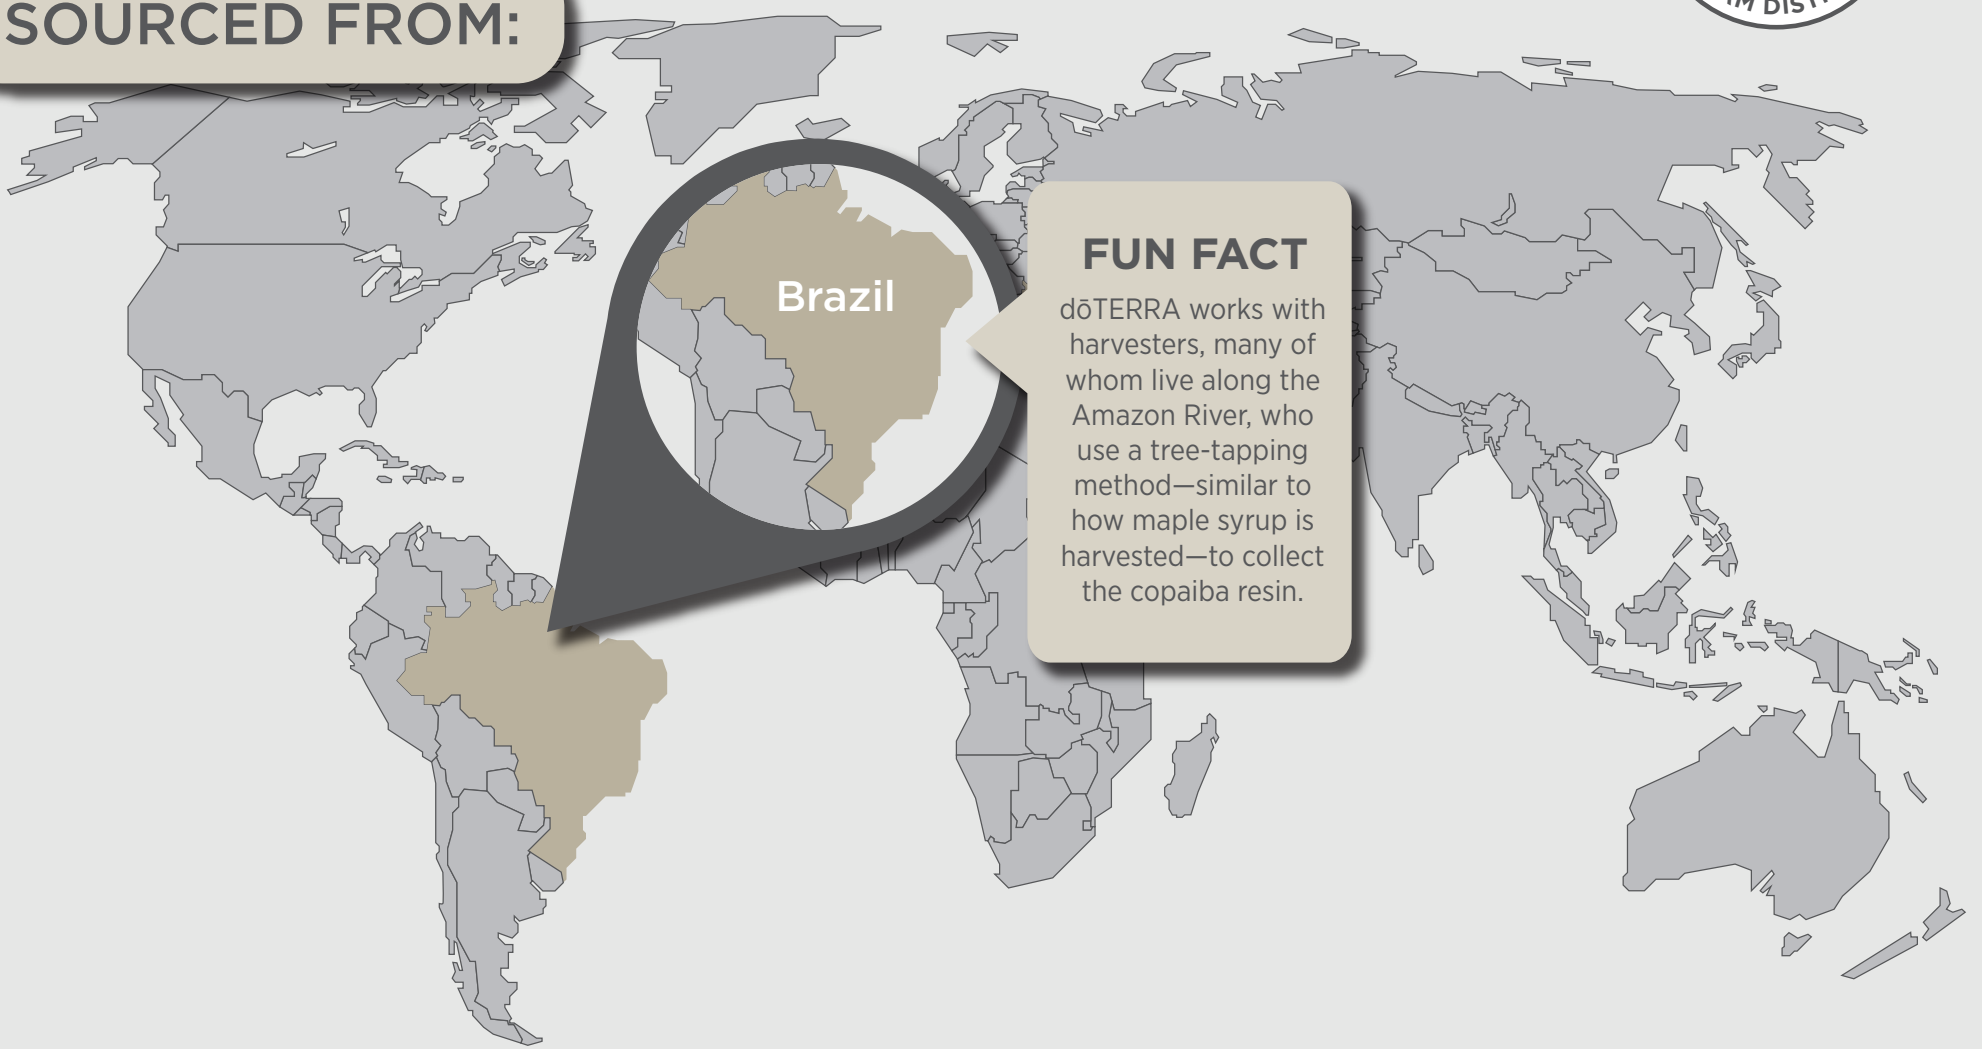 SOURCED FROM:
Brazil
FUN FACT
dōTERRA works with
harvesters, many of
whom live along the
Amazon River, who
use a tree-tapping
method—similar to
how maple syrup is
harvested—to collect
the copaiba resin.